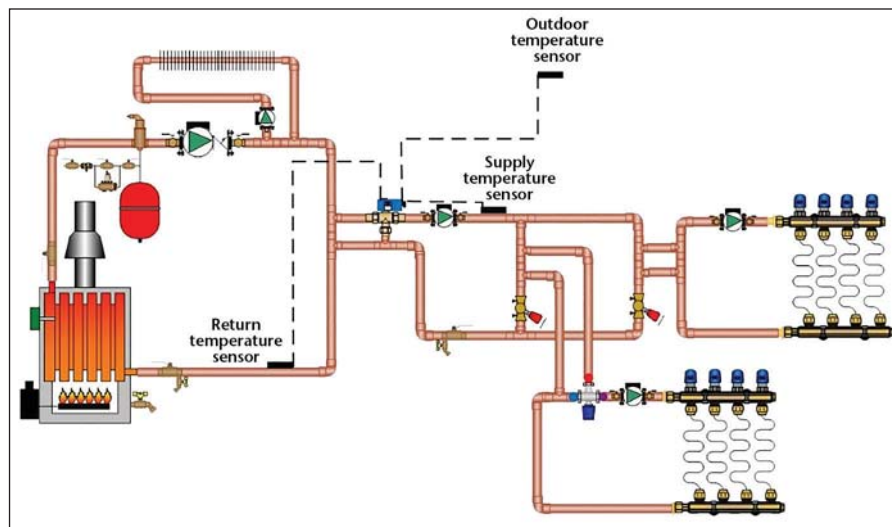 Outdoor
temperature
sensor
Supply
temperature
sensor
Return
temperature
sensor